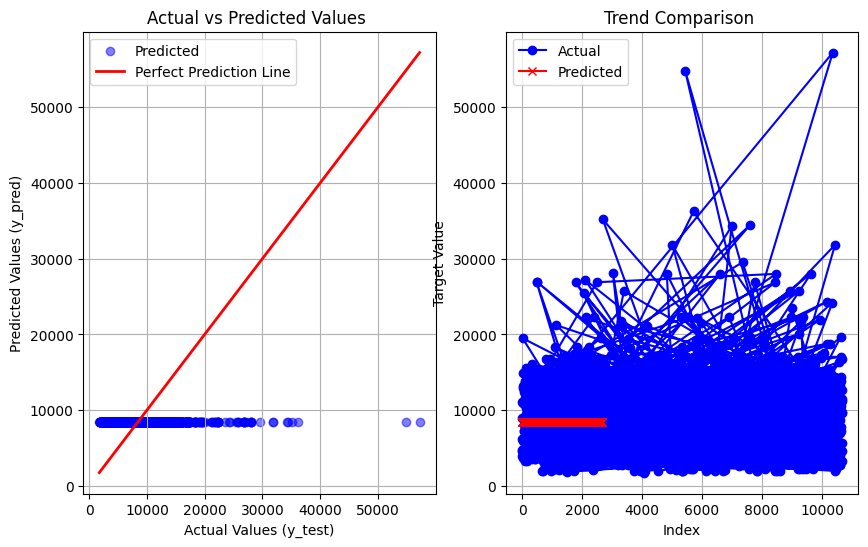 Actual vs Predicted Values
Predicted
Perfect Prediction Line
Predicted Values (y_pred)
50000
40000
30000
20000
10000
0
0
10000
20000
30000
40000
50000
Actual Values (y_test)
Trend Comparison
Actual
Predicted
Target Value
50000
40000
30000
20000
10000
0
0
2000
4000
6000
8000
10000
Index